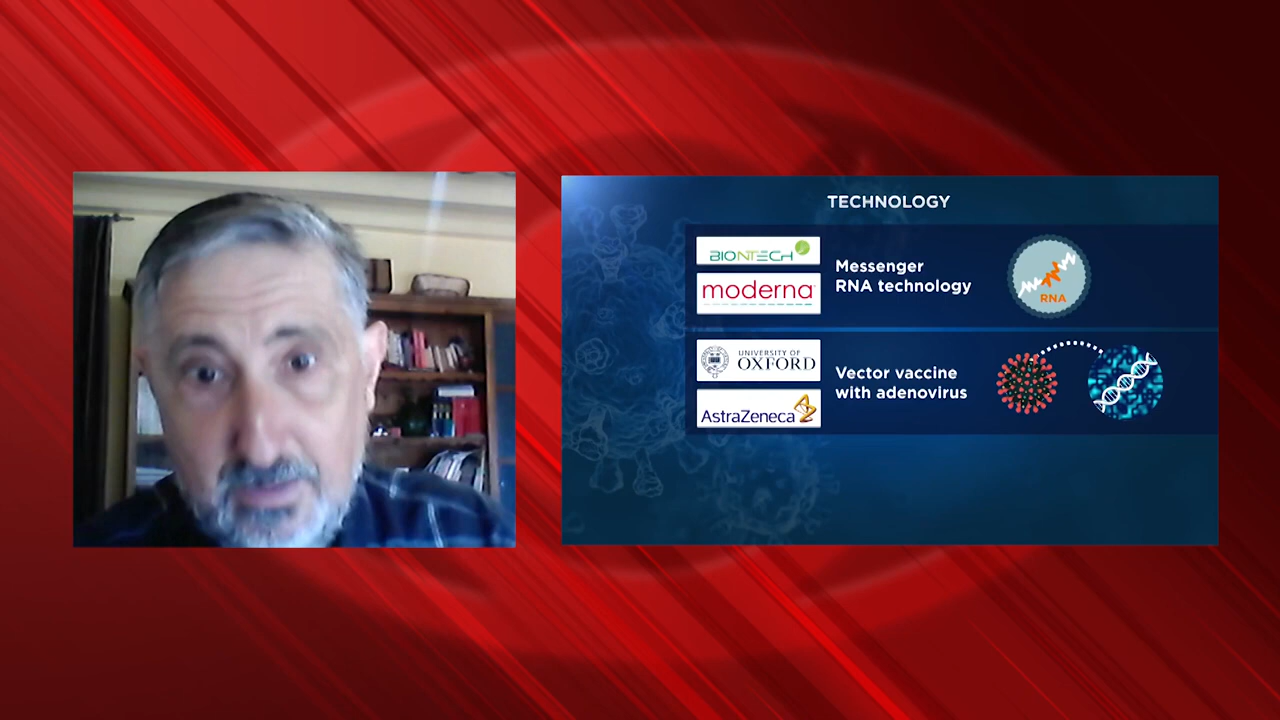 TECHNOLOGY
BIONTECH
moderna
Messenger
RNA technology
RNA
UNIVERSITY OF
OXFORD
AstraZeneca
Vector vaccine
with adenovirus